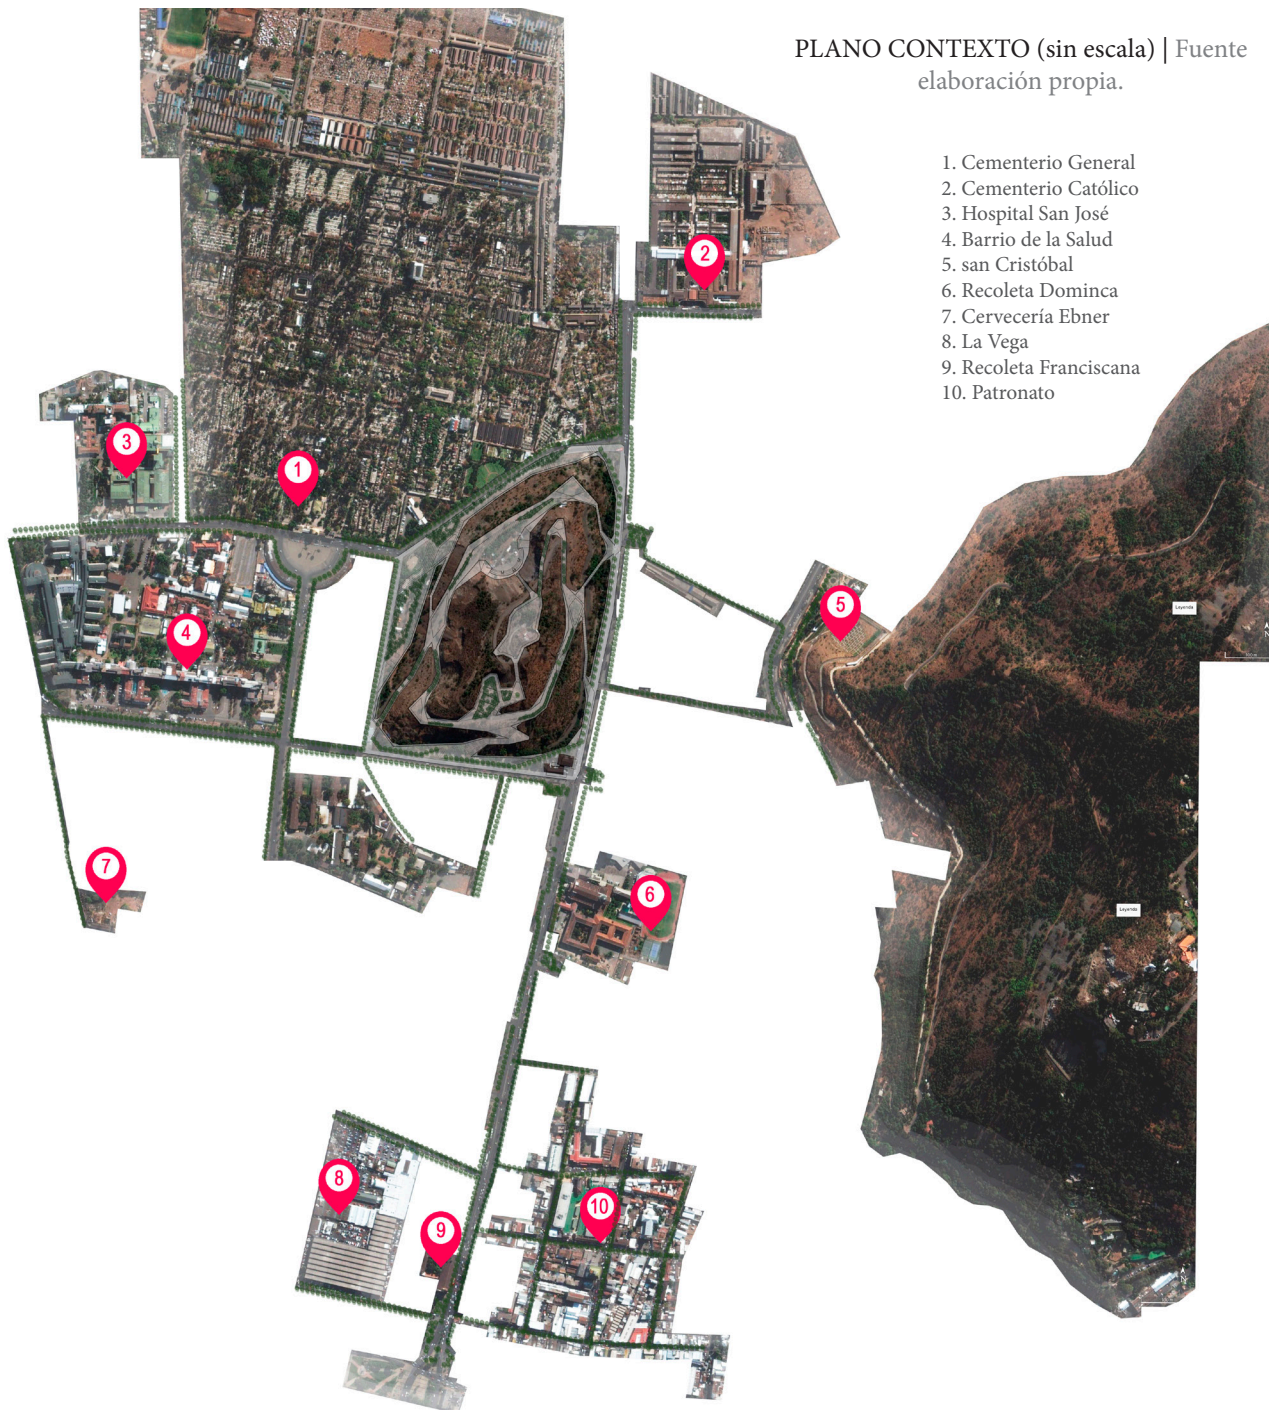 PLANO CONTEXTO (sin escala) | Fuente
elaboración propia.
1. Cementerio General
2. Cementerio Católico
3. Hospital San José
4. Barrio de la Salud
5. san Cristóbal
6. Recoleta Dominca
7. Cervecería Ebner
8. La Vega
9. Recoleta Franciscana
10. Patronato
2
3
1
5
Leyenda
N
4
7
6
Leyenda
8
10
9
N